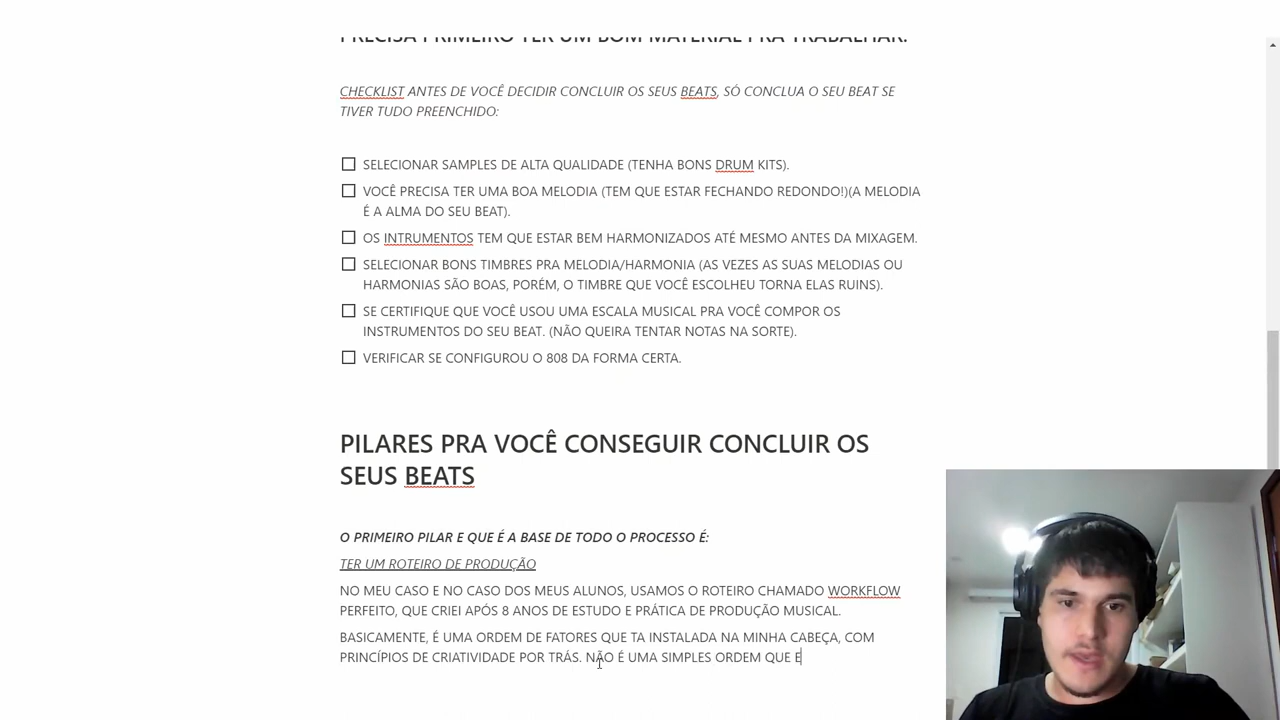 PRECISA PRIMEIRO TER UM BOM MATERIAL PRA TRABALHAR.
CHECKLIST ANTES DE VOCÊ DECIDIR CONCLUIR OS SEUS BEATS, SÓ CONCLUA O SEU BEAT SE
TIVER TUDO PREENCHIDO:
SELECIONAR SAMPLES DE ALTA QUALIDADE (TENHA BONS DRUM KITS).
VOCÊ PRECISA TER UMA BOA MELODIA (TEM QUE ESTAR FECHANDO REDONDO!)(A MELODIA
É A ALMA DO SEU BEAT).
OS INTRUMENTOS TEM QUE ESTAR BEM HARMONIZADOS ATÉ MESMO ANTES DA MIXAGEM.
SELECIONAR BONS TIMBRES PRA MELODIA/HARMONIA (AS VEZES AS SUAS MELODIAS OU
HARMONIAS SÃO BOAS, PORÉM, O TIMBRE QUE VOCÊ ESCOLHEU TORNA ELAS RUINS).
SE CERTIFIQUE QUE VOCÊ USOU UMA ESCALA MUSICAL PRA VOCÊ COMPOR OS
INSTRUMENTOS DO SEU BEAT. (NÃO QUEIRA TENTAR NOTAS NA SORTE).
VERIFICAR SE CONFIGUROU O 808 DA FORMA CERTA.
PILARES PRA VOCÊ CONSEGUIR CONCLUIR OS
SEUS BEATS
O PRIMEIRO PILAR E QUE É A BASE DE TODO O PROCESSO É:
TER UM ROTEIRO DE PRODUÇÃO
NO MEU CASO E NO CASO DOS MEUS ALUNOS, USAMOS O ROTEIRO CHAMADO WORKFLOW
PERFEITO, QUE CRIEI APÓS 8 ANOS DE ESTUDO E PRÁTICA DE PRODUÇÃO MUSICAL.
BASICAMENTE, É UMA ORDEM DE FATORES QUE TA INSTALADA NA MINHA CABEÇA, COM
PRINCÍPIOS DE CRIATIVIDADE POR TRÁS. NÃO É UMA SIMPLES ORDEM QUE E